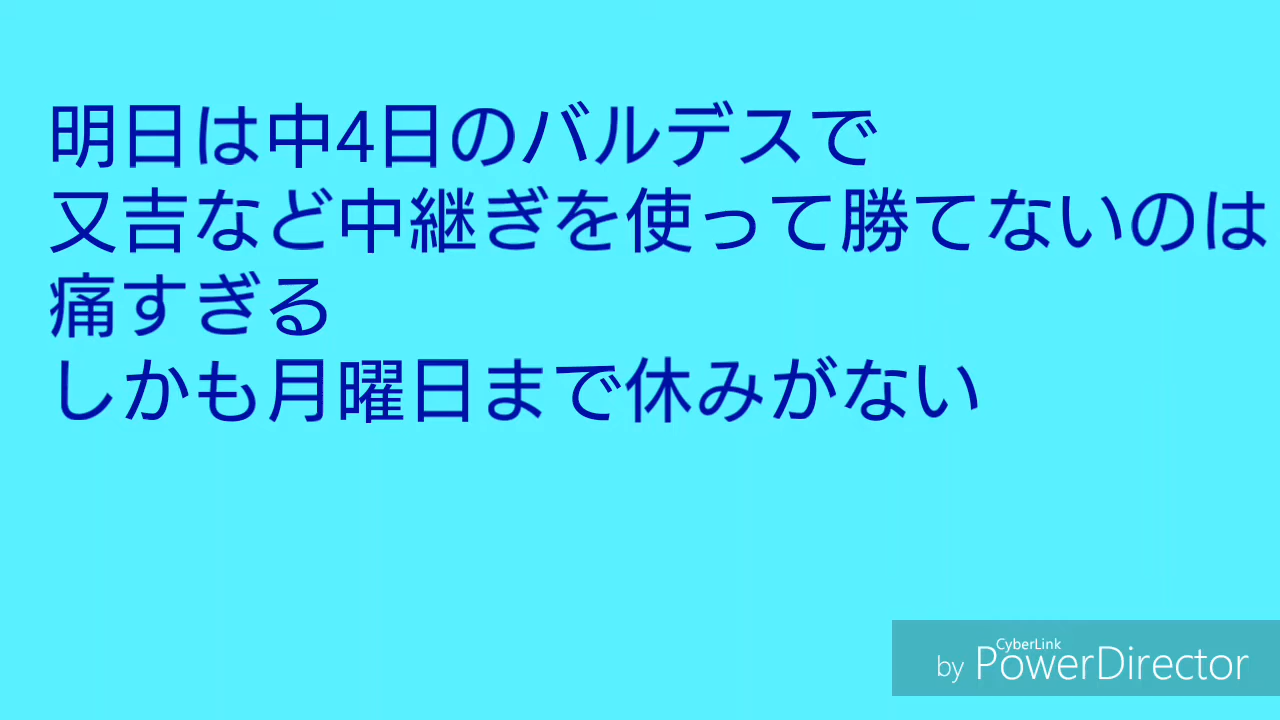 明日は中4日のバルデスで
又吉など中継ぎを使って勝てないのは
痛すぎる
しかも月曜日まで休みがない
CyberLink
by PowerDirector